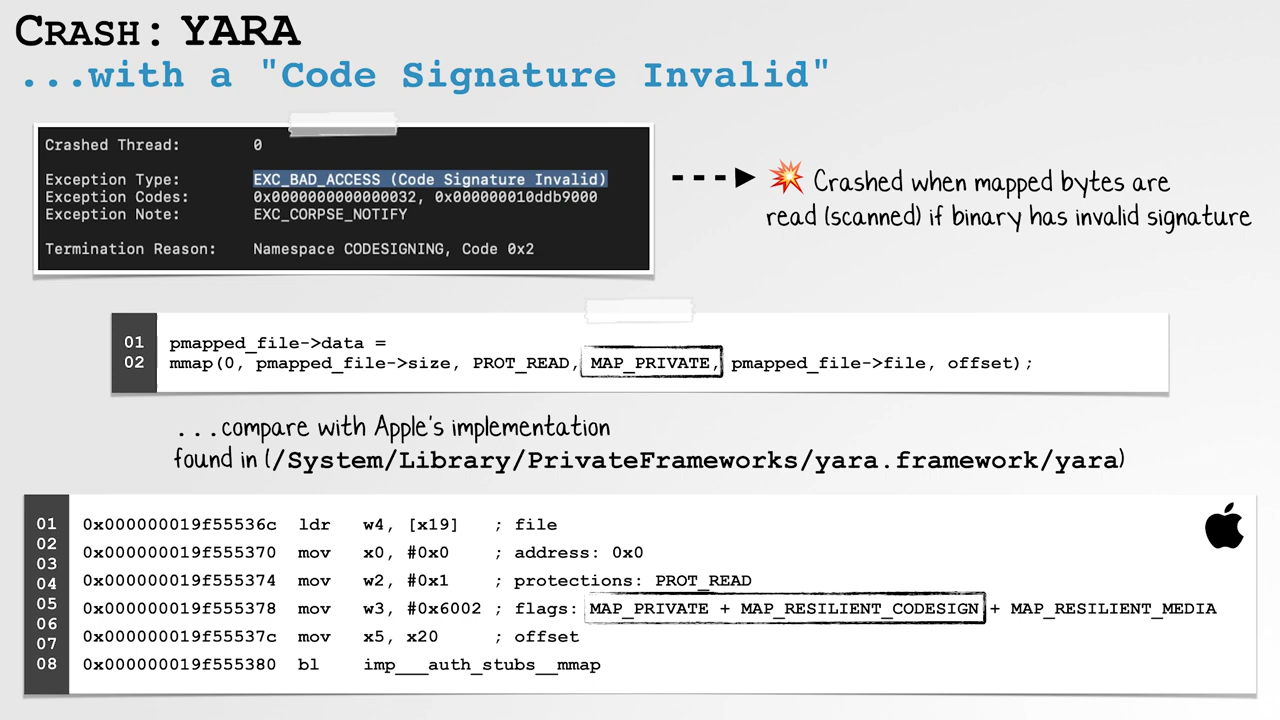 CRASH: YARA
...with a "Code Signature Invalid"
Crashed Thread: 0
Exception Type: EXC_BAD_ACCESS (Code Signature Invalid)
Exception Codes: 0x0000000000000032, 0x000000010ddb9000
Exception Note: EXC_CORPSE_NOTIFY
Termination Reason: Namespace CODESIGNING, Code 0x2
Crashed when mapped bytes are
read (scanned) if binary has invalid signature
01 pmapped_file->data =
02 mmap(0, pmapped_file->size, PROT_READ, MAP_PRIVATE, pmapped_file->file, offset);
...compare with Apple's implementation
found in (/System/Library/PrivateFrameworks/yara.framework/yara)
01 0x000000019f55536c ldr w4, [x19] ; file
02 0x000000019f555370 mov x0, #0x0 ; address: 0x0
03
04 0x000000019f555374 mov w2, #0x1 ; protections: PROT_READ
05 0x000000019f555378 mov w3, #0x6002 ; flags: MAP_PRIVATE + MAP_RESILIENT_CODESIGN + MAP_RESILIENT_MEDIA
06
07 0x000000019f55537c mov x5, x20 ; offset
08 0x000000019f555380 bl imp___auth_stubs__mmap